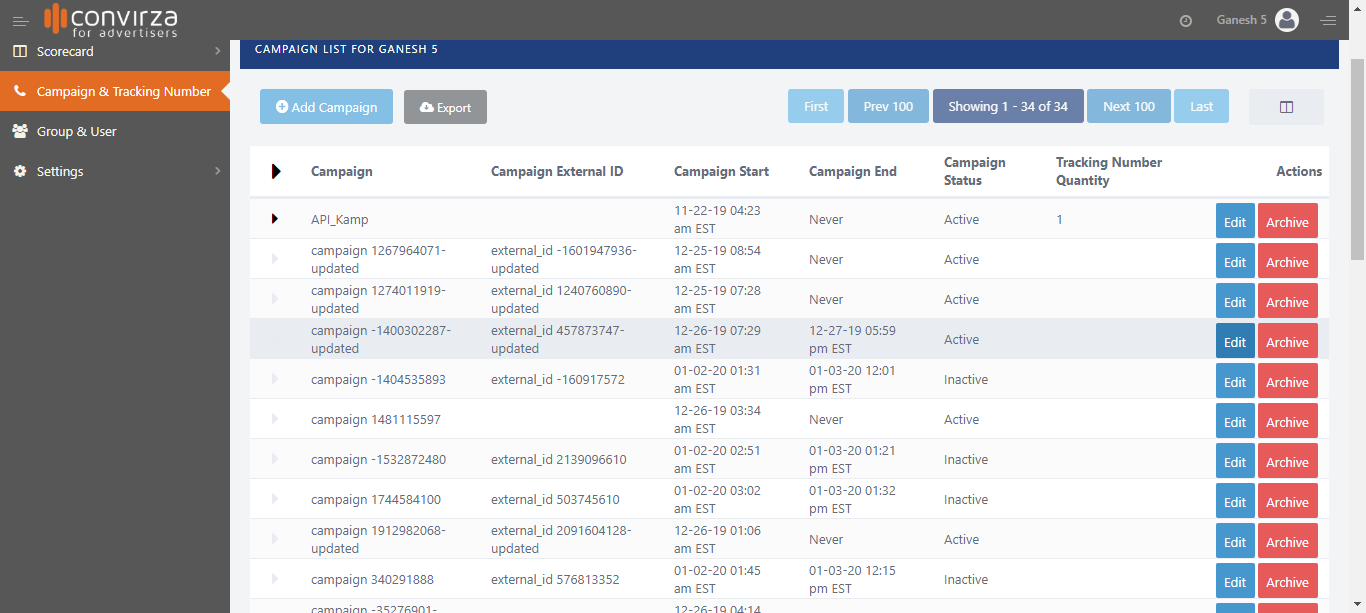 convirza
for advertisers
Ganesh 5
Scorecard
Campaign & Tracking Number
Group & User
Settings
CAMPAIGN LIST FOR GANESH 5
Add Campaign
Export
First
Prev 100
Showing 1 - 34 of 34
Next 100
Last
Campaign
Campaign External ID
Campaign Start
Campaign End
Campaign
Status
Tracking Number
Quantity
Actions
API_Kamp
11-22-19 04:23
am EST
Never
Active
1
Edit
Archive
campaign 1267964071-
updated
external_id -1601947936-
updated
12-25-19 08:54
am EST
Never
Active
Edit
Archive
campaign 1274011919-
updated
external_id 1240760890-
updated
12-25-19 07:28
am EST
Never
Active
Edit
Archive
campaign -1400302287-
updated
external_id 457873747-
updated
12-26-19 07:29
am EST
12-27-19 05:59
pm EST
Active
Edit
Archive
campaign -1404535893
external_id -160917572
01-02-20 01:31
am EST
01-03-20 12:01
pm EST
Inactive
Edit
Archive
campaign 1481115597
12-26-19 03:34
am EST
Never
Active
Edit
Archive
campaign -1532872480
external_id 2139096610
01-02-20 02:51
am EST
01-03-20 01:21
pm EST
Inactive
Edit
Archive
campaign 1744584100
external_id 503745610
01-02-20 03:02
am EST
01-03-20 01:32
pm EST
Inactive
Edit
Archive
campaign 1912982068-
updated
external_id 2091604128-
updated
12-26-19 01:06
am EST
Never
Active
Edit
Archive
campaign 340291888
external_id 576813352
01-02-20 01:45
am EST
01-03-20 12:15
pm EST
Inactive
Edit
Archive
campaign -35276901-
12-26-19 04:14